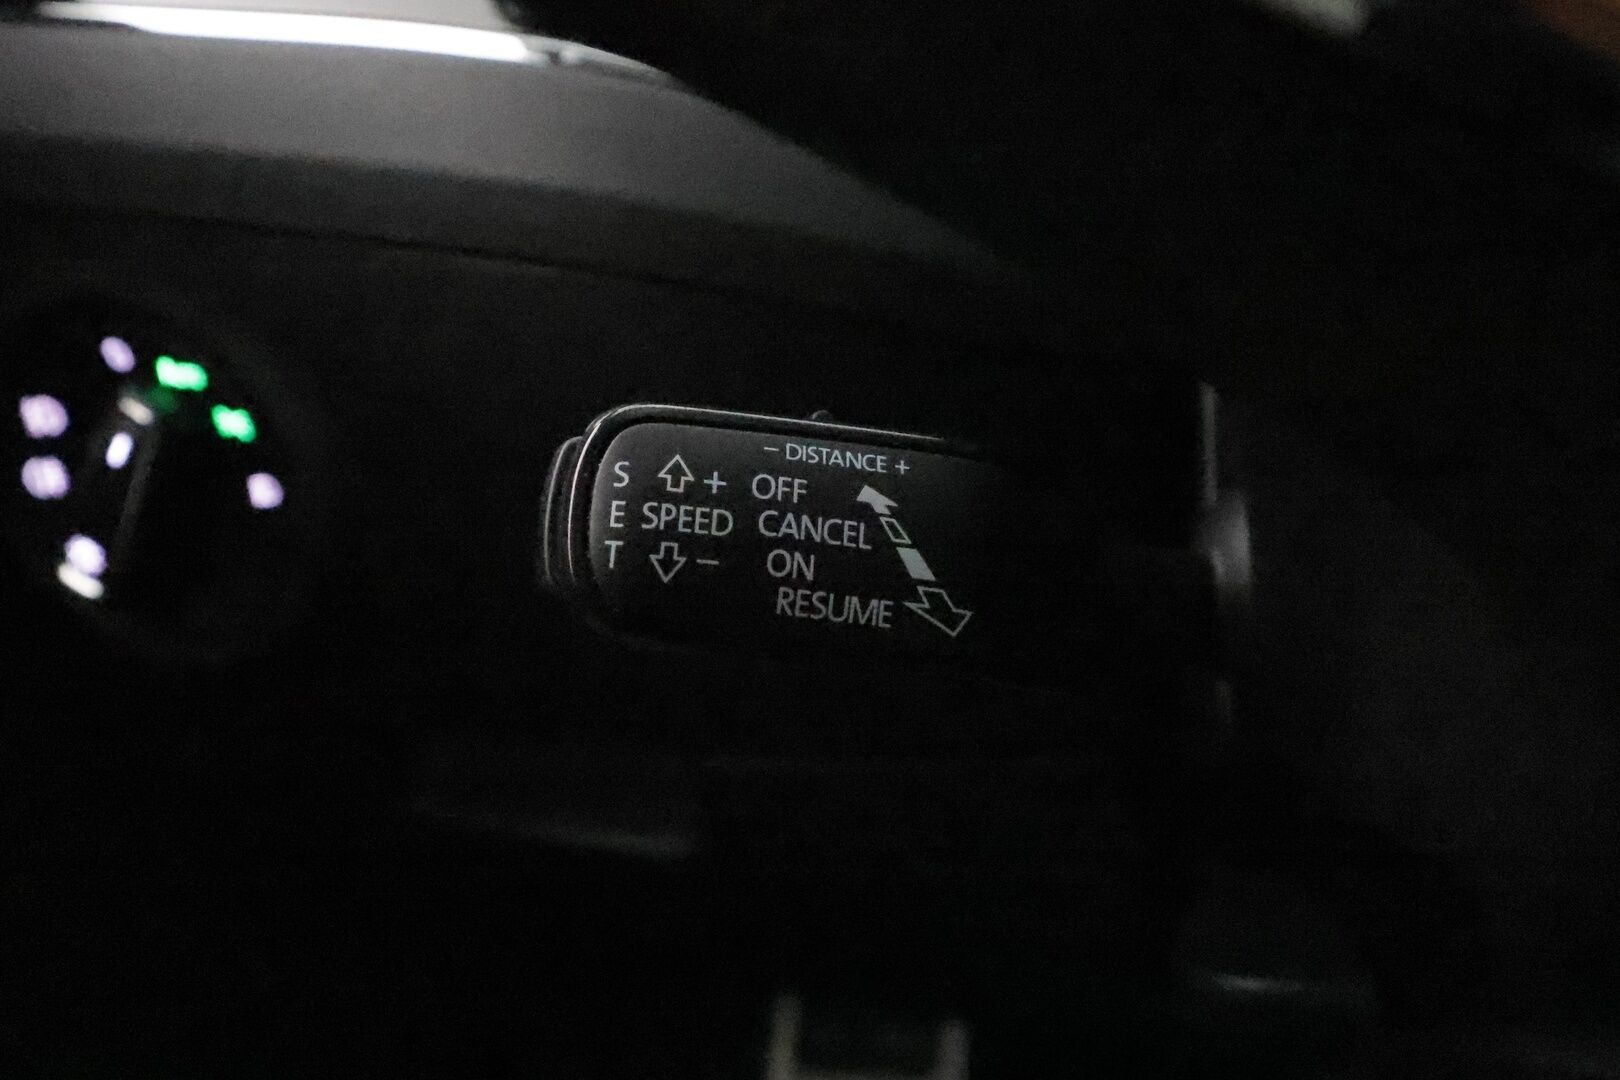 - DISTANCE +
S + OFF
E SPEED CANCEL
T - ON
RESUME